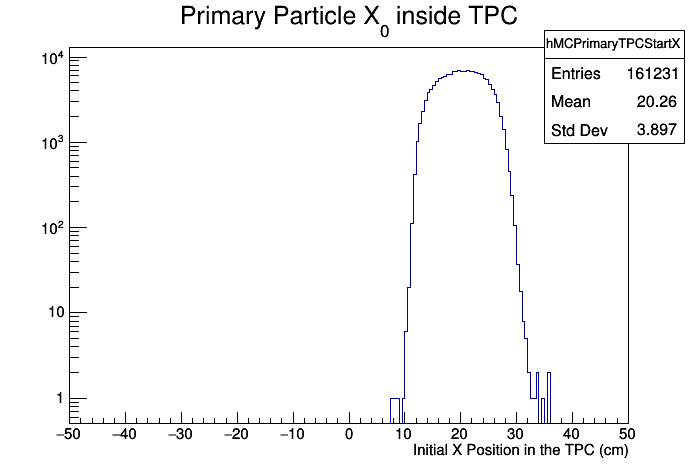 Primary Particle X0 inside TPC
hMCPrimaryTPCStartX
Entries 161231
Mean 20.26
Std Dev 3.897
10^4
10^3
10^2
10
1
−50 −40 −30 −20 −10 0 10 20 30 40 50
Initial X Position in the TPC (cm)